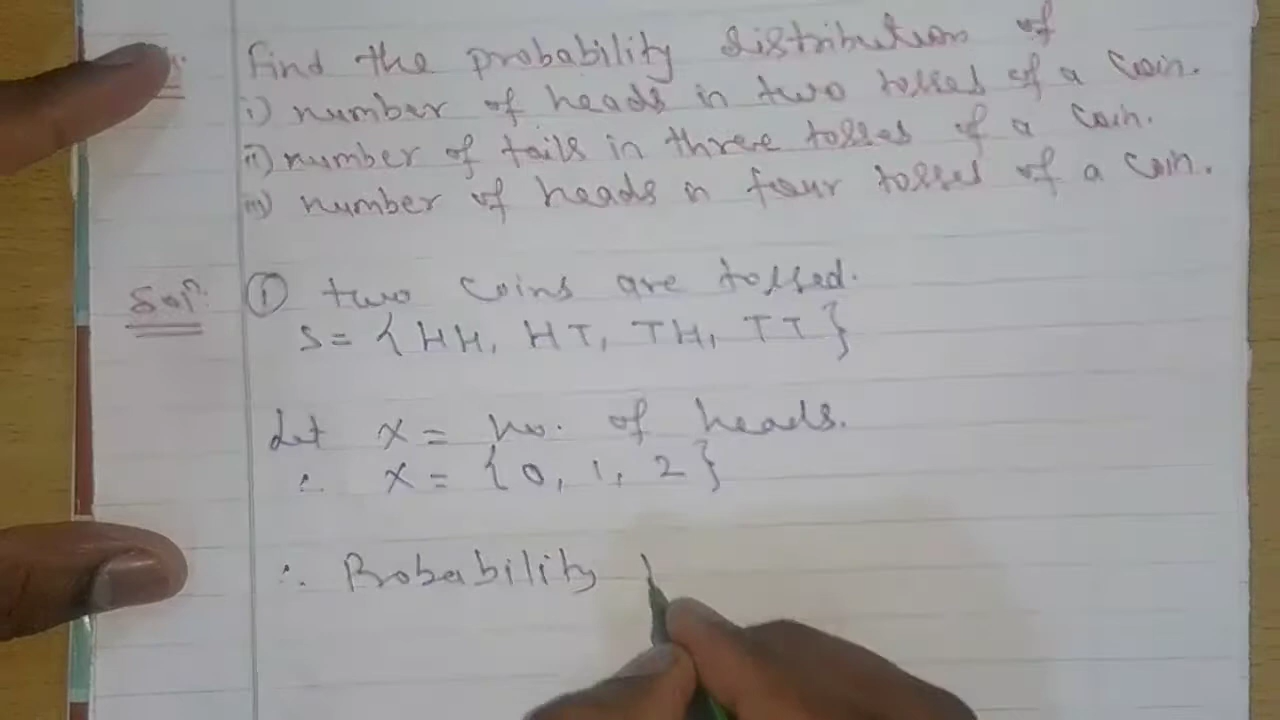 Find the probability distribution of
i) number of heads in two tosses of a coin.
ii) number of tails in three tosses of a coin.
iii) number of heads in four tosses of a coin.
Solⁿ. ① two coins are tossed.
S = {HH, HT, TH, TT}
Let X = no. of heads.
∴ X = {0, 1, 2}
∴ Probability